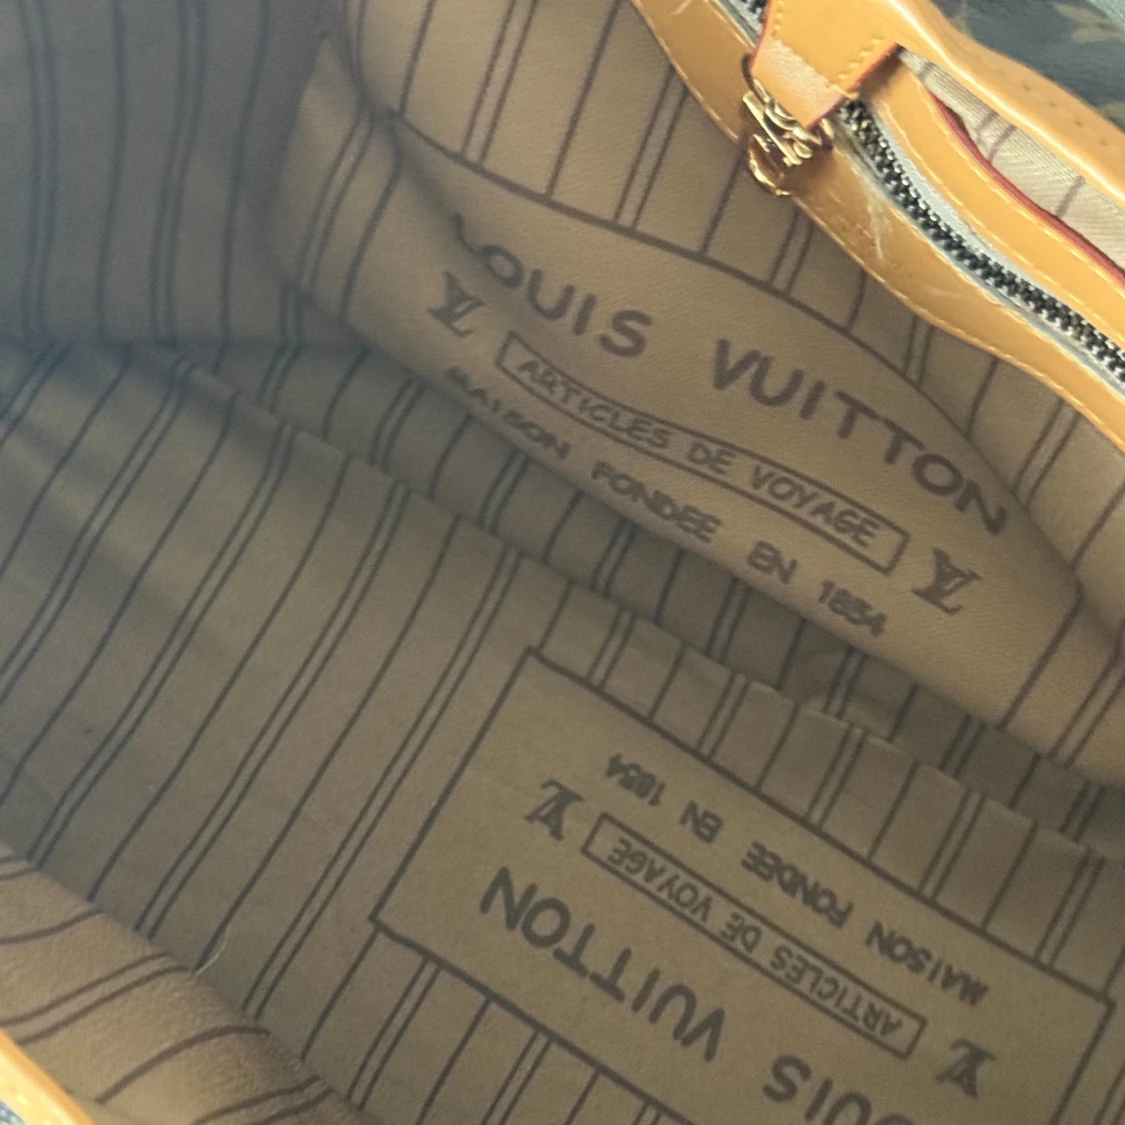 LOUIS VUITTON
LV LV
ARTICLES DE VOYAGE
MAISON FONDEE EN 1854
LOUIS VUITTON
LV LV
ARTICLES DE VOYAGE
MAISON FONDEE EN 1854